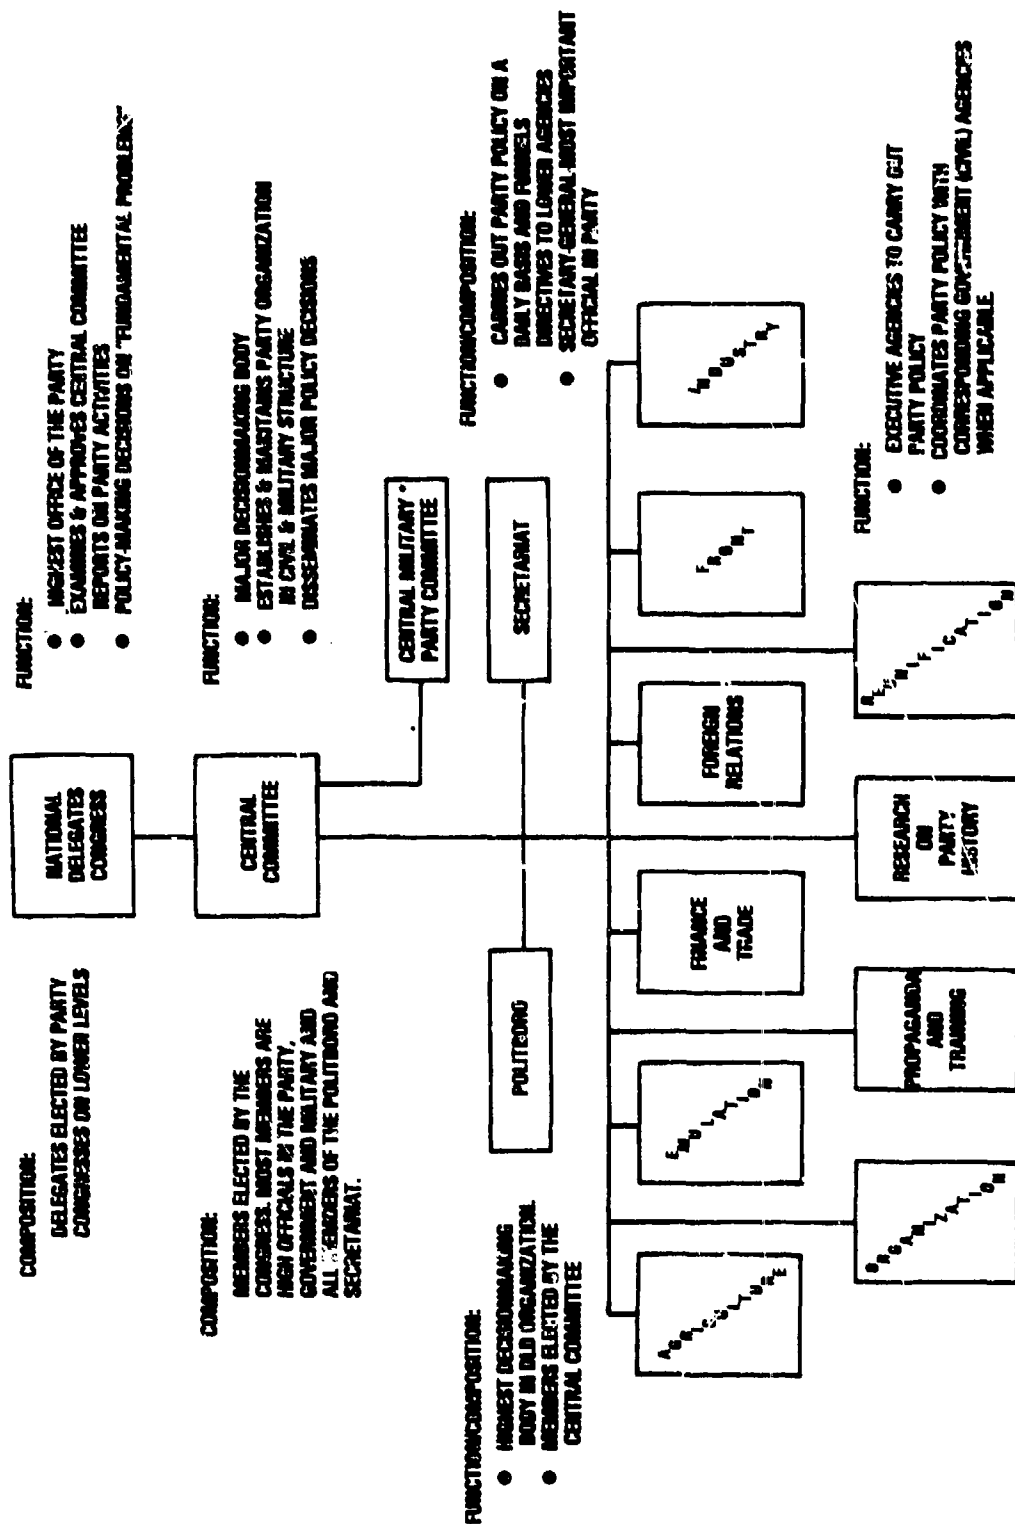 COMPOSITION:
DELEGATES ELECTED BY PARTY
CONGRESSES ON LOWER LEVELS
NATIONAL
DELEGATES
CONGRESS
FUNCTION:
● HIGHEST OFFICE OF THE PARTY
● EXAMINES & APPROVES CENTRAL COMMITTEE
REPORTS ON PARTY ACTIVITIES
● POLICY-MAKING DECISIONS ON "FUNDAMENTAL PROBLEMS"
COMPOSITION:
MEMBERS ELECTED BY THE
CONGRESS. MOST MEMBERS ARE
HIGH OFFICIALS IN THE PARTY,
GOVERNMENT AND MILITARY AND
ALL MEMBERS OF THE POLITBORO AND
SECRETARIAT.
CENTRAL
COMMITTEE
FUNCTION:
● MAJOR DECISIONMAKING BODY
● ESTABLISHES & MAINTAINS PARTY ORGANIZATION
IN CIVIL & MILITARY STRUCTURE
● DISSEMINATES MAJOR POLICY DECISIONS
CENTRAL MILITARY *
PARTY COMMITTEE
FUNCTION/COMPOSITION:
● HIGHEST DECISIONMAKING
BODY IN DLD ORGANIZATION.
● MEMBERS ELECTED BY THE
CENTRAL COMMITTEE
POLITBORO
SECRETARIAT
FUNCTION/COMPOSITION:
● CARRIES OUT PARTY POLICY ON A
DAILY BASIS AND FUNNELS
DIRECTIVES TO LOWER AGENCIES
● SECRETARY-GENERAL-MOST IMPORTANT
OFFICIAL IN PARTY
AGRICULTURE
EMULATION
FINANCE
AND
TRADE
FOREIGN
RELATIONS
FRONT
INDUSTRY
ORGANIZATION
PROPAGANDA
AND
TRAINING
RESEARCH
ON
PARTY
HISTORY
REUNIFICATION
FUNCTION:
● EXECUTIVE AGENCIES TO CARRY OUT
PARTY POLICY
● COORDINATES PARTY POLICY WITH
CORRESPONDING GOVERNMENT (CIVIL) AGENCIES
WHEN APPLICABLE